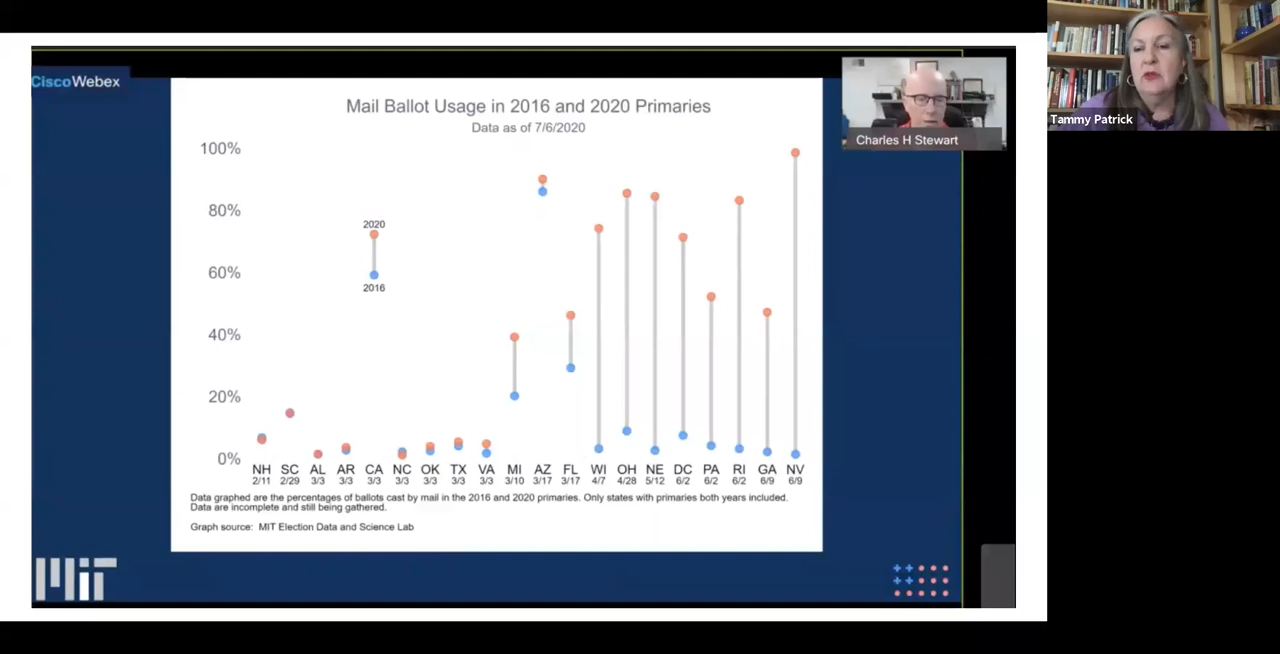 CiscoWebex
Mail Ballot Usage in 2016 and 2020 Primaries
Data as of 7/6/2020
Charles H Stewart
Tammy Patrick
100%
80%
60%
40%
20%
0%
2020
2016
NH SC AL AR CA NC OK TX VA MI AZ FL WI OH NE DC PA RI GA NV
2/11 2/29 3/3 3/3 3/3 3/3 3/3 3/3 3/3 3/10 3/17 3/17 4/7 4/28 5/12 6/2 6/2 6/2 6/9 6/9
Data graphed are the percentages of ballots cast by mail in the 2016 and 2020 primaries. Only states with primaries both years included.
Data are incomplete and still being gathered.
Graph source: MIT Election Data and Science Lab
MIT